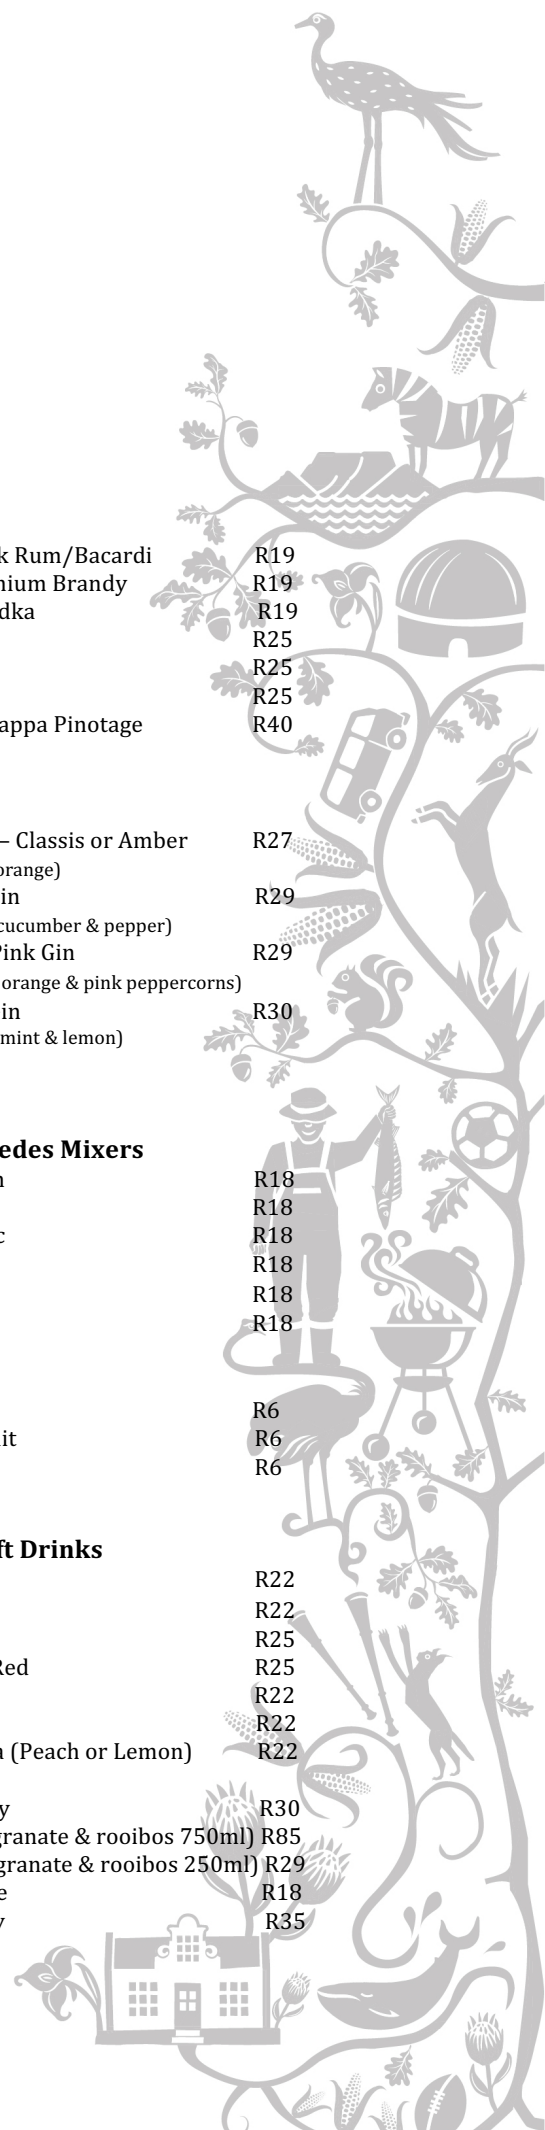 k Rum/Bacardi R19
nium Brandy R19
dka R19
R25
R25
R25
appa Pinotage R40
– Classis or Amber R27
orange)
in R29
cucumber & pepper)
Pink Gin R29
orange & pink peppercorns)
in R30
mint & lemon)
edes Mixers
n R18
R18
c R18
R18
R18
R18
R6
it R6
R6
ft Drinks
R22
R22
R25
Red R25
R22
R22
a (Peach or Lemon) R22
y R30
granate & rooibos 750ml) R85
granate & rooibos 250ml) R29
e R18
y R35